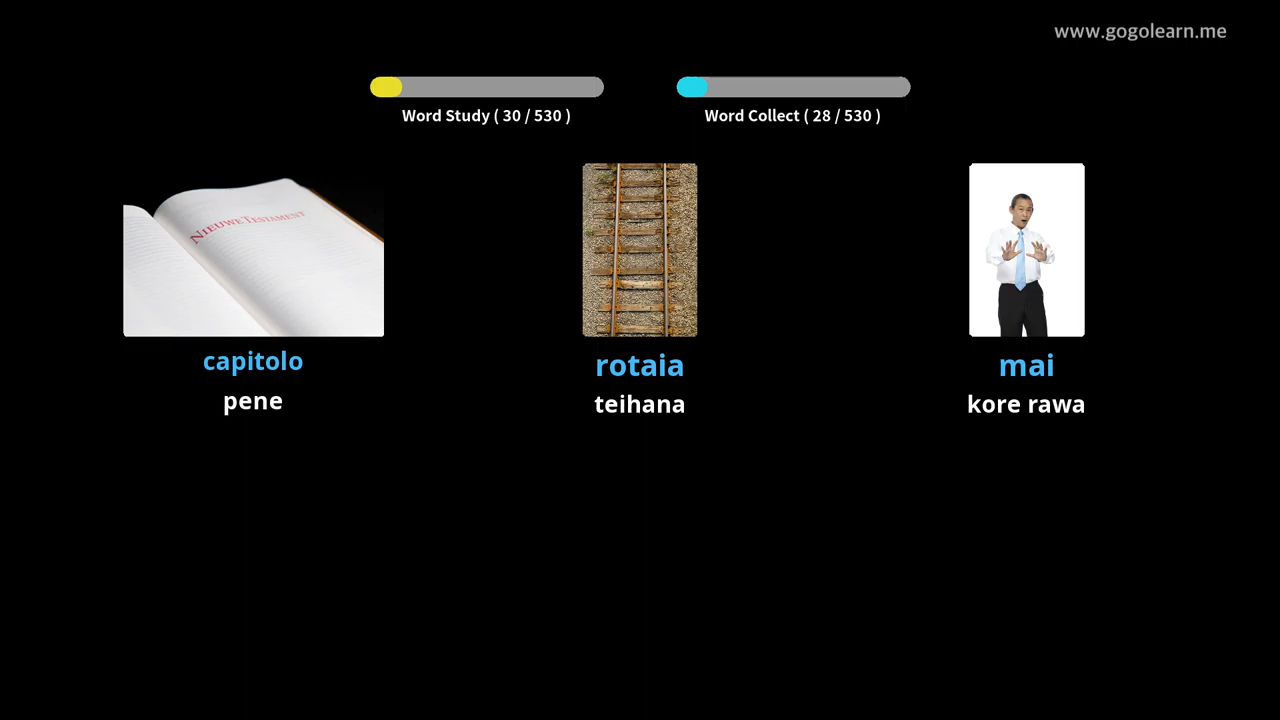 www.gogolearn.me
Word Study ( 30 / 530 )
Word Collect ( 28 / 530 )
NIEUWE TESTAMENT
capitolo
pene
rotaia
teihana
mai
kore rawa